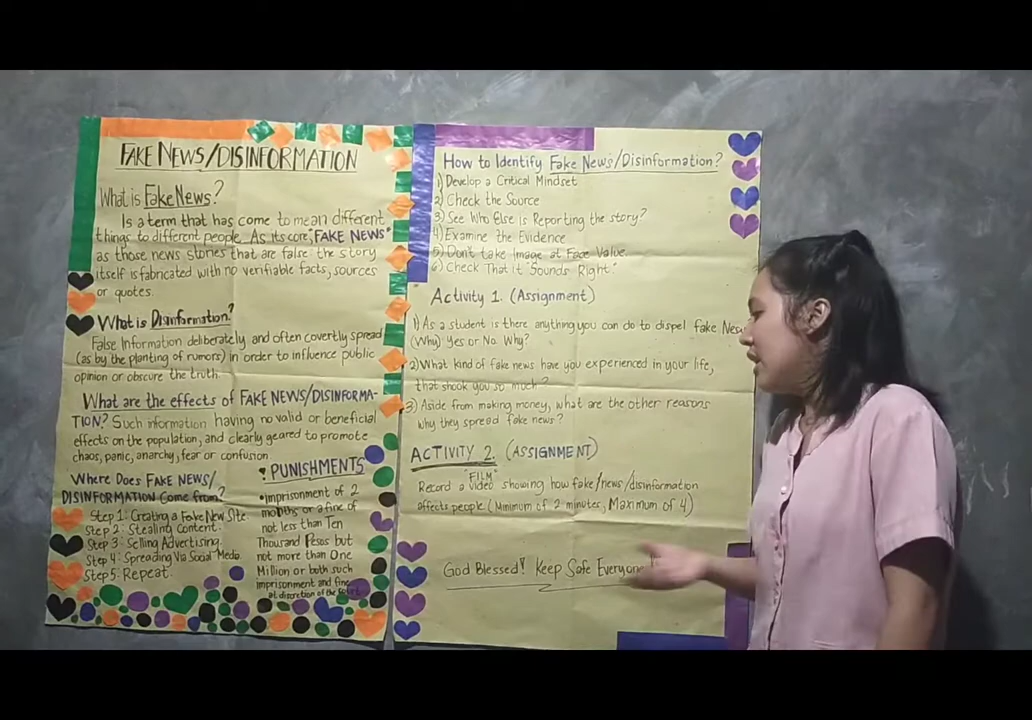 FAKE NEWS/DISINFORMATION
What is FAKE NEWS?
Is a term that has come to mean different
things to different people. As its core, "FAKE NEWS"
as those news stories that are false: the story
itself is fabricated with no verifiable facts, sources
or quotes.
What is Disinformation?
False Information deliberately and often covertly spread
(as by the planting of rumors) in order to influence public
opinion or obscure the truth.
What are the effects of FAKE NEWS/DISINFORMA-
TION? Such information having no valid or beneficial
effects on the population, and clearly geared to promote
chaos, panic, anarchy, fear or confusion.
Where Does FAKE NEWS/
DISINFORMATION Come from?
Step 1: Creating a Fake New Site
Step 2: Stealing Content.
Step 3: Selling Advertising.
Step 4: Spreading Via Social Media.
Step 5: Repeat.
PUNISHMENTS
•Imprisonment of 2
months or a fine of
not less than Ten
Thousand Pesos but
not more than One
Million or both such
imprisonment and fine
at discretion of the
How to Identify Fake News/Disinformation?
1) Develop a Critical Mindset
2) Check the Source
3) See Who Else is Reporting the story?
4) Examine the Evidence
5) Don't take Image at Face Value.
6) Check That it "Sounds Right."
Activity 1. (Assignment)
1) As a student is there anything you can do to dispel fake News
(Why) Yes or No. Why?
2) What kind of fake news have you experienced in your life,
that shook you so much?
3) Aside from making money, what are the other reasons
why they spread fake news?
ACTIVITY 2. (ASSIGNMENT)
"FILM"
Record a video showing how fake/news/disinformation
affects people (Minimum of 2 minutes, Maximum of 4)
God Blessed! Keep Safe Everyone